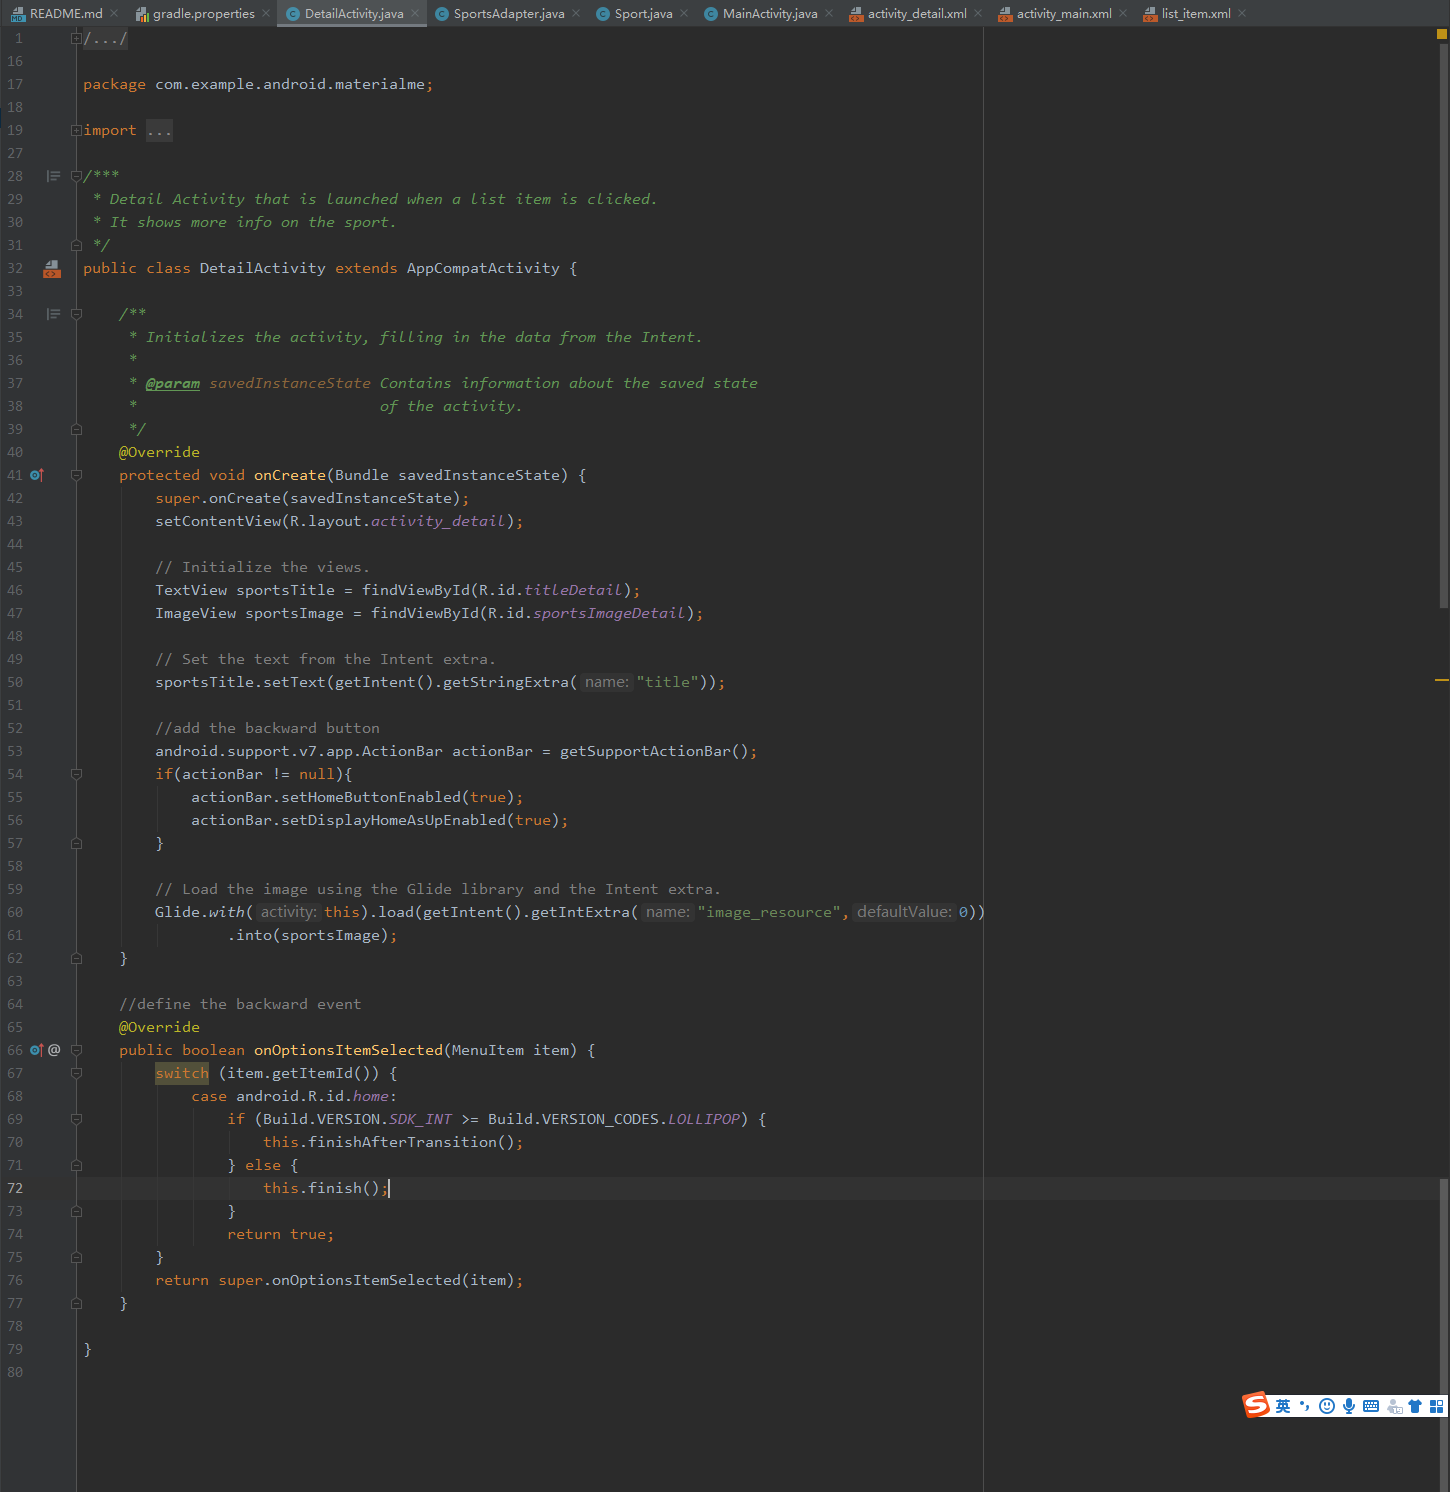 README.md gradle.properties DetailActivity.java SportsAdapter.java Sport.java MainActivity.java activity_detail.xml activity_main.xml list_item.xml
1 /.../
16
17 package com.example.android.materialme;
18
19 import ...
27
28 /***
29  * Detail Activity that is launched when a list item is clicked.
30  * It shows more info on the sport.
31  */
32 public class DetailActivity extends AppCompatActivity {
33
34     /**
35      * Initializes the activity, filling in the data from the Intent.
36      *
37      * @param savedInstanceState Contains information about the saved state
38      *                           of the activity.
39      */
40     @Override
41     protected void onCreate(Bundle savedInstanceState) {
42         super.onCreate(savedInstanceState);
43         setContentView(R.layout.activity_detail);
44
45         // Initialize the views.
46         TextView sportsTitle = findViewById(R.id.titleDetail);
47         ImageView sportsImage = findViewById(R.id.sportsImageDetail);
48
49         // Set the text from the Intent extra.
50         sportsTitle.setText(getIntent().getStringExtra( name: "title"));
51
52         //add the backward button
53         android.support.v7.app.ActionBar actionBar = getSupportActionBar();
54         if(actionBar != null){
55             actionBar.setHomeButtonEnabled(true);
56             actionBar.setDisplayHomeAsUpEnabled(true);
57         }
58
59         // Load the image using the Glide library and the Intent extra.
60         Glide.with( activity: this).load(getIntent().getIntExtra( name: "image_resource", defaultValue: 0))
61                 .into(sportsImage);
62     }
63
64     //define the backward event
65     @Override
66 @     public boolean onOptionsItemSelected(MenuItem item) {
67         switch (item.getItemId()) {
68             case android.R.id.home:
69                 if (Build.VERSION.SDK_INT >= Build.VERSION_CODES.LOLLIPOP) {
70                     this.finishAfterTransition();
71                 } else {
72                     this.finish();
73                 }
74                 return true;
75         }
76         return super.onOptionsItemSelected(item);
77     }
78
79 }
80
S 英